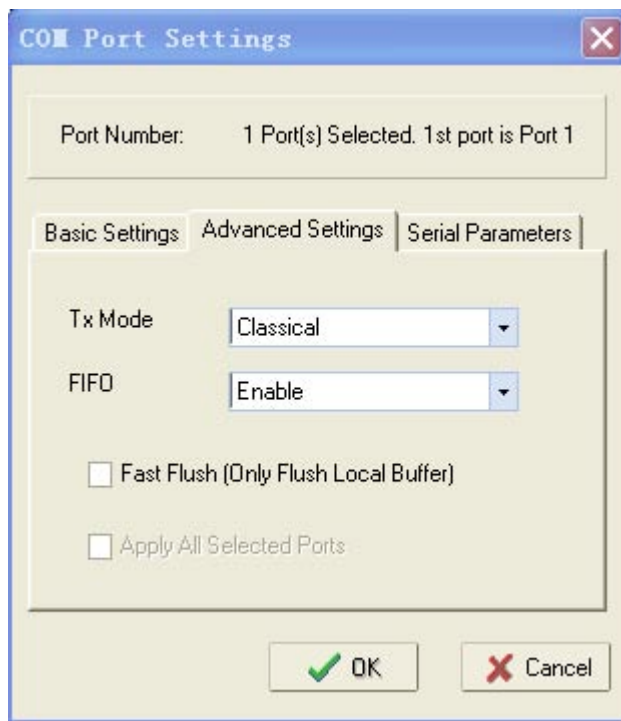 COM Port Settings
Port Number: 1 Port(s) Selected. 1st port is Port 1
Basic Settings Advanced Settings Serial Parameters
Tx Mode Classical
FIFO Enable
Fast Flush (Only Flush Local Buffer)
Apply All Selected Ports
OK Cancel